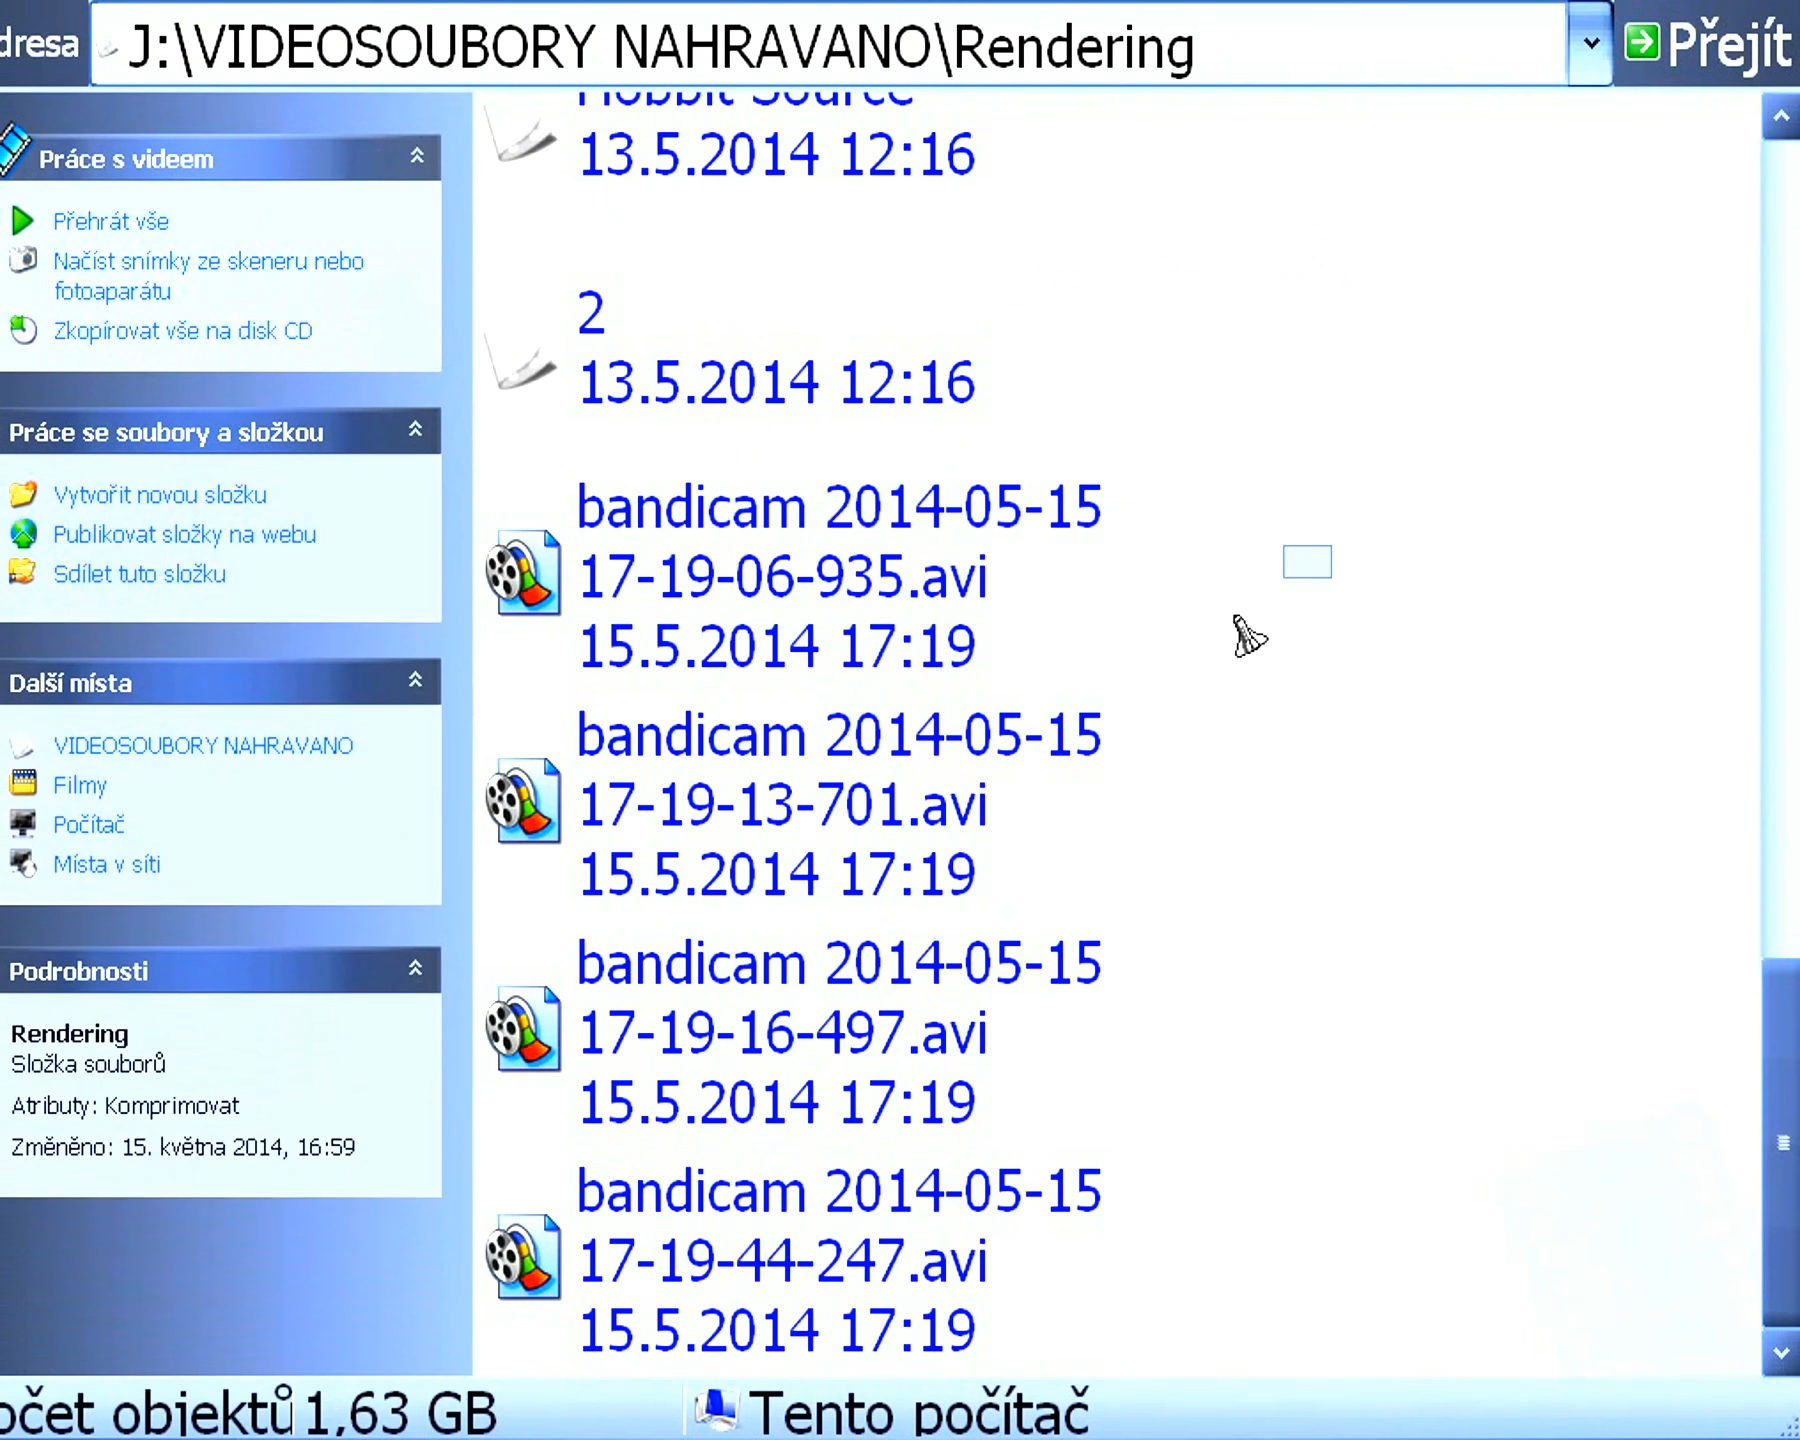 dresa J:\VIDEOSOUBORY NAHRAVANO\Rendering Přejít
Práce s videem
Přehrát vše
Načíst snímky ze skeneru nebo
fotoaparátu
Zkopírovat vše na disk CD
Práce se soubory a složkou
Vytvořit novou složku
Publikovat složky na webu
Sdílet tuto složku
Další místa
VIDEOSOUBORY NAHRAVANO
Filmy
Počítač
Místa v síti
Podrobnosti
Rendering
Složka souborů
Atributy: Komprimovat
Změněno: 15. května 2014, 16:59
Hobbit Source
13.5.2014 12:16
2
13.5.2014 12:16
bandicam 2014-05-15
17-19-06-935.avi
15.5.2014 17:19
bandicam 2014-05-15
17-19-13-701.avi
15.5.2014 17:19
bandicam 2014-05-15
17-19-16-497.avi
15.5.2014 17:19
bandicam 2014-05-15
17-19-44-247.avi
15.5.2014 17:19
očet objektů 1,63 GB Tento počítač